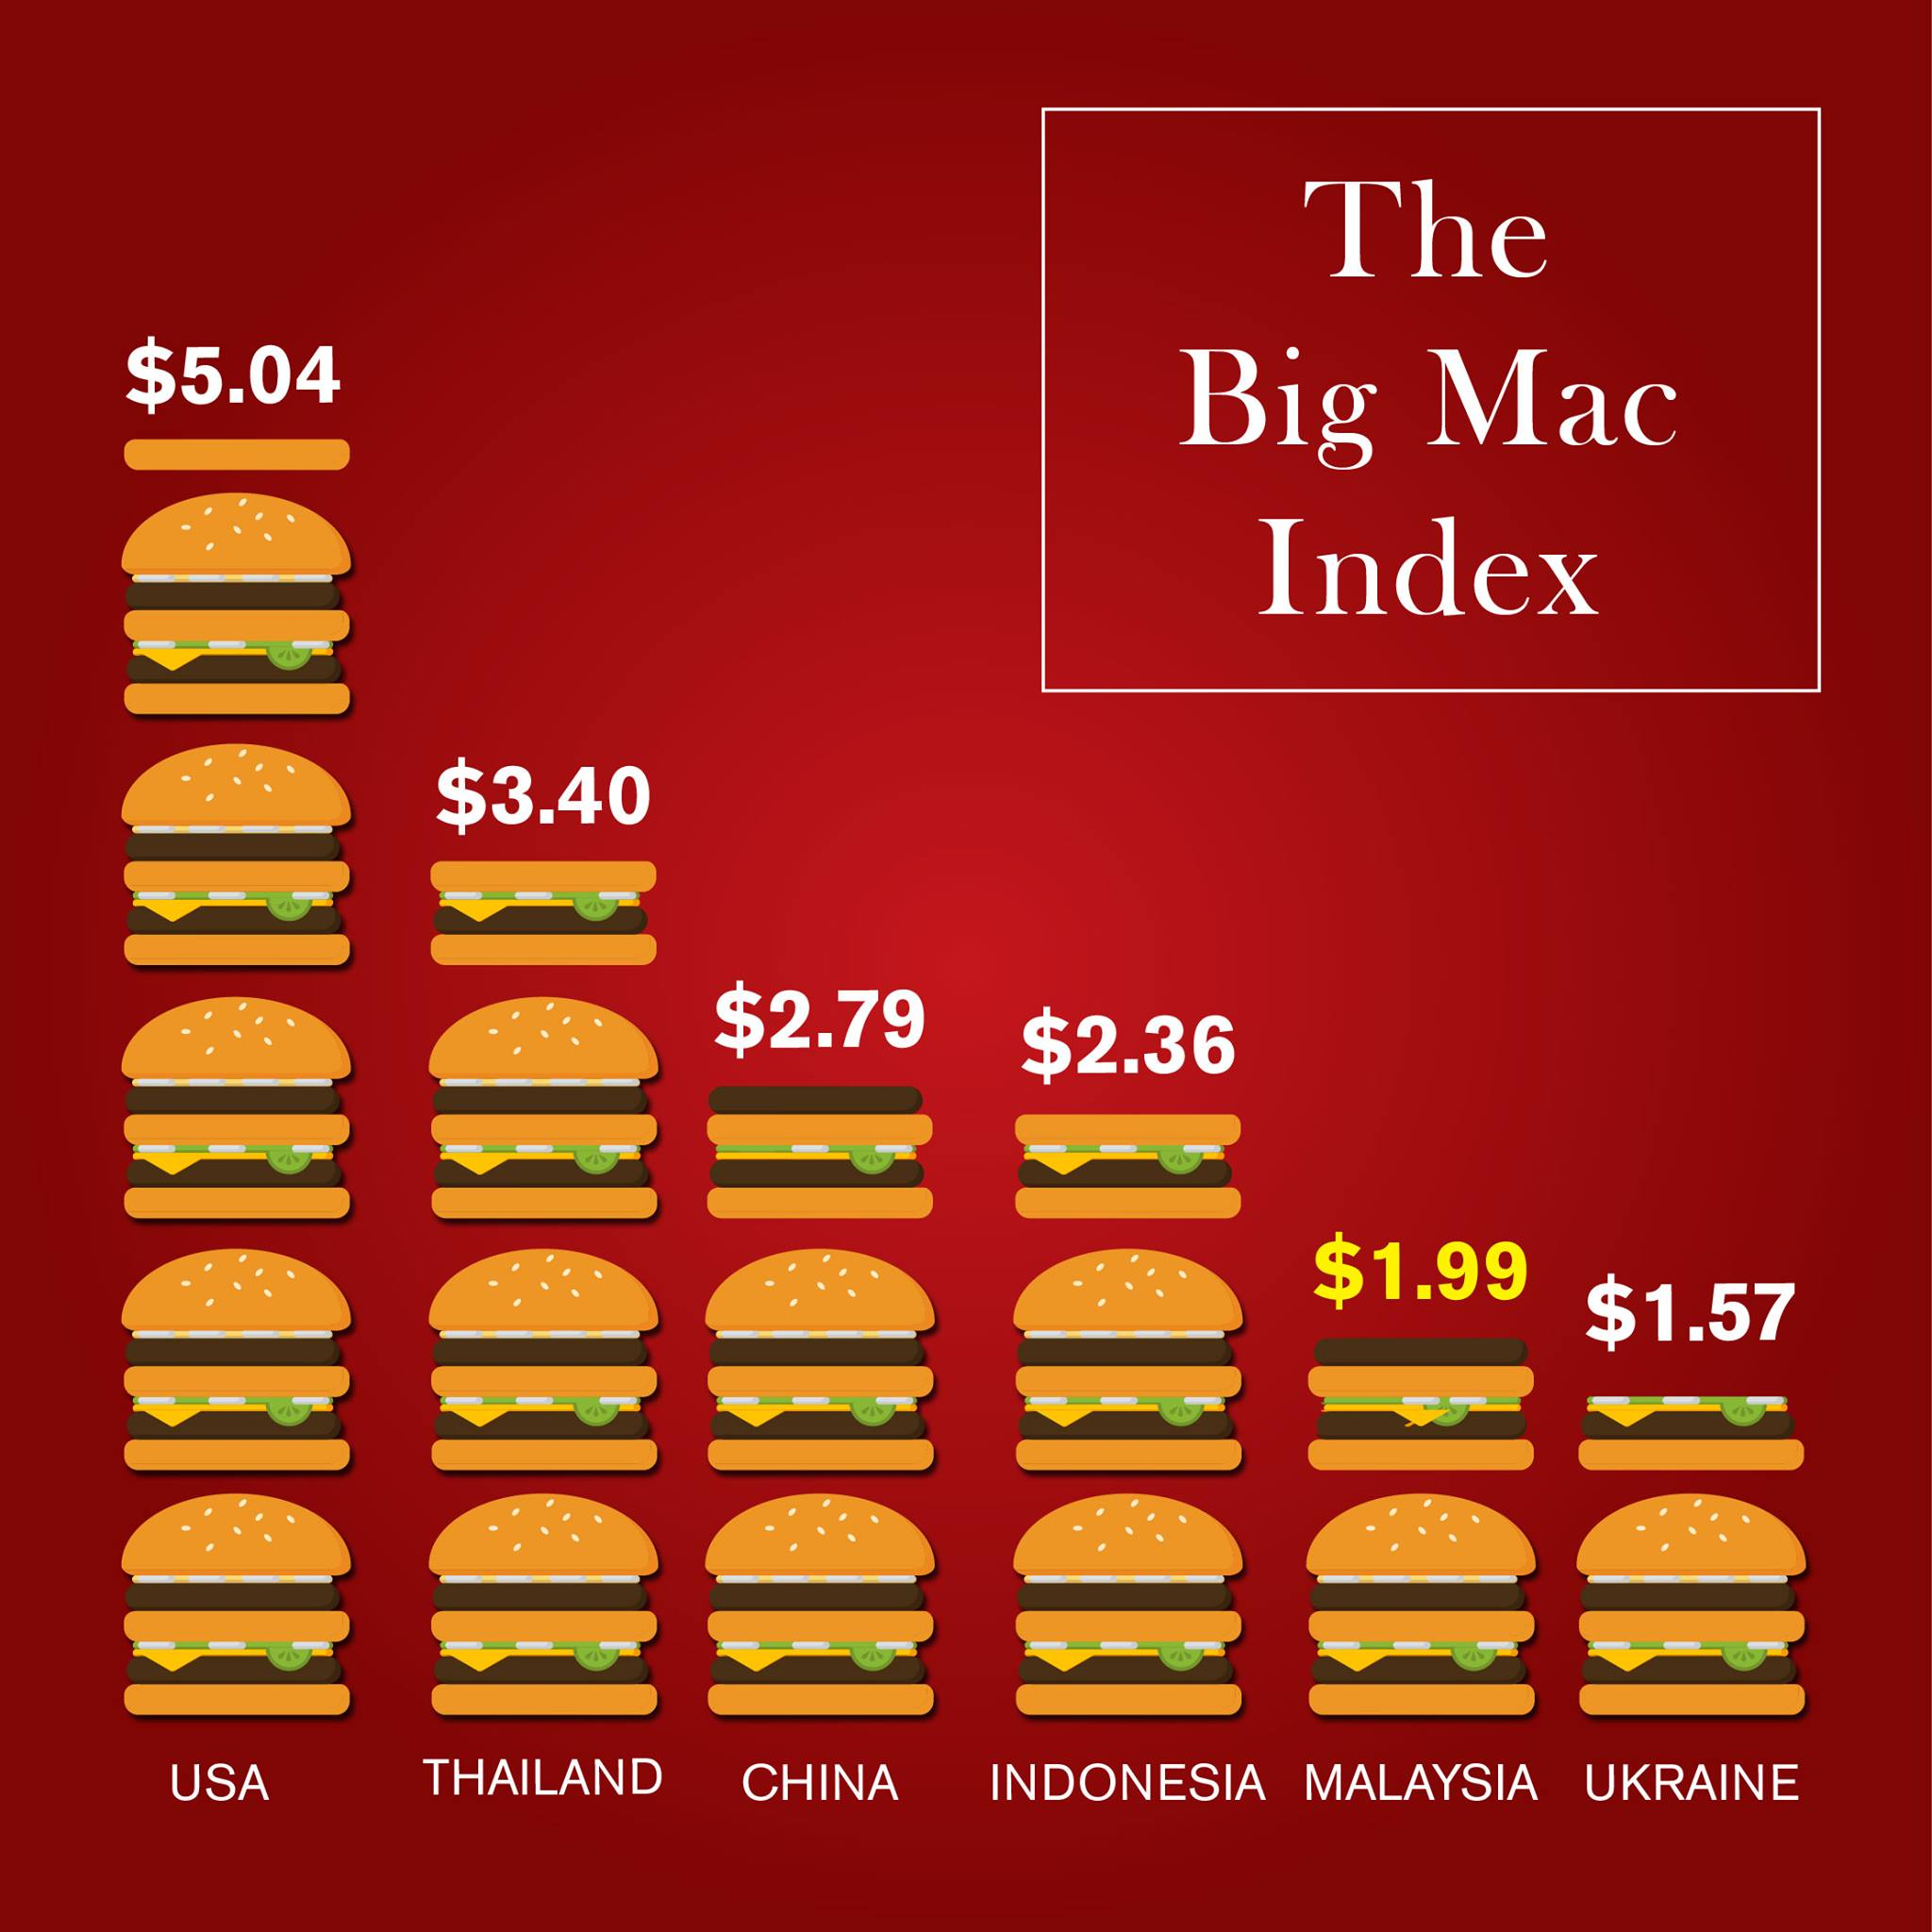 The
Big Mac
Index
$5.04
$3.40
$2.79
$2.36
$1.99
$1.57
USA
THAILAND
CHINA
INDONESIA
MALAYSIA
UKRAINE